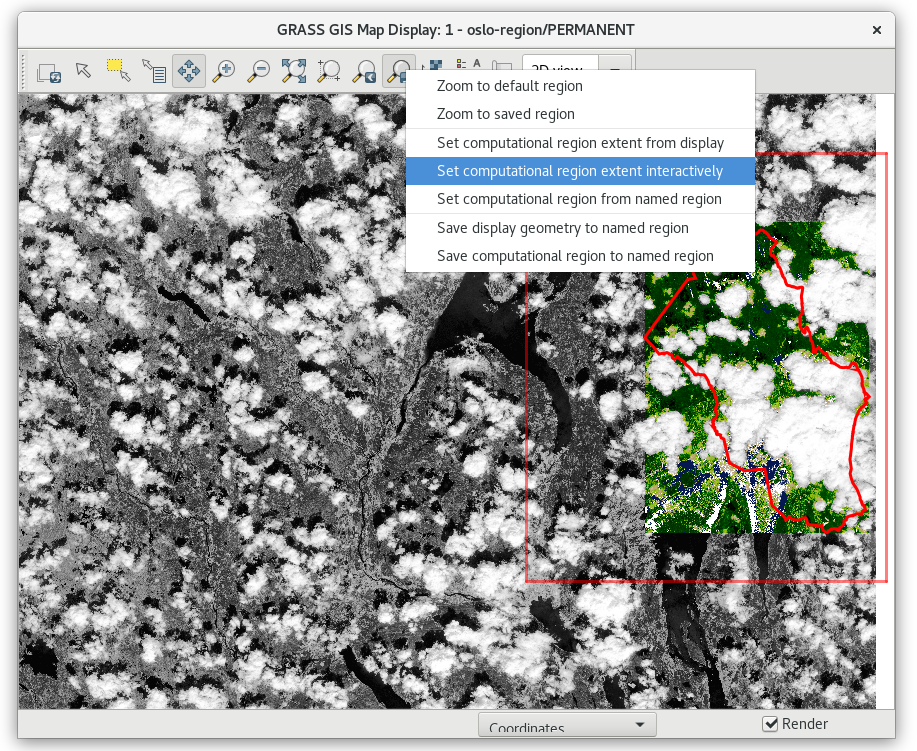 GRASS GIS Map Display: 1 - oslo-region/PERMANENT
2D view
Zoom to default region
Zoom to saved region
Set computational region extent from display
Set computational region extent interactively
Set computational region from named region
Save display geometry to named region
Save computational region to named region
Coordinates
Render